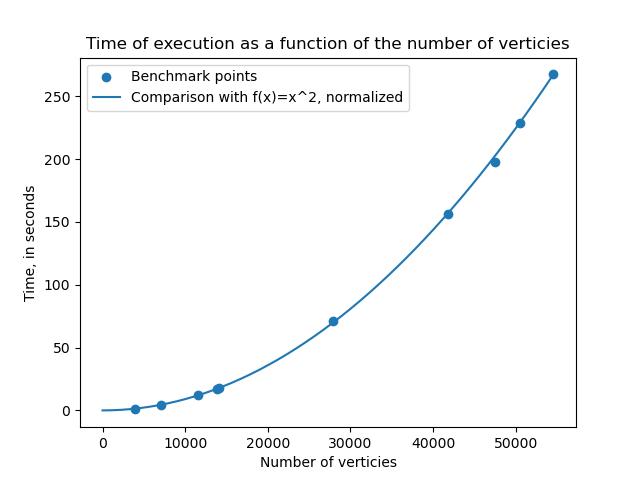 Time of execution as a function of the number of verticies
Benchmark points
Comparison with f(x)=x^2, normalized
Time, in seconds
250
200
150
100
50
0
0 10000 20000 30000 40000 50000
Number of verticies